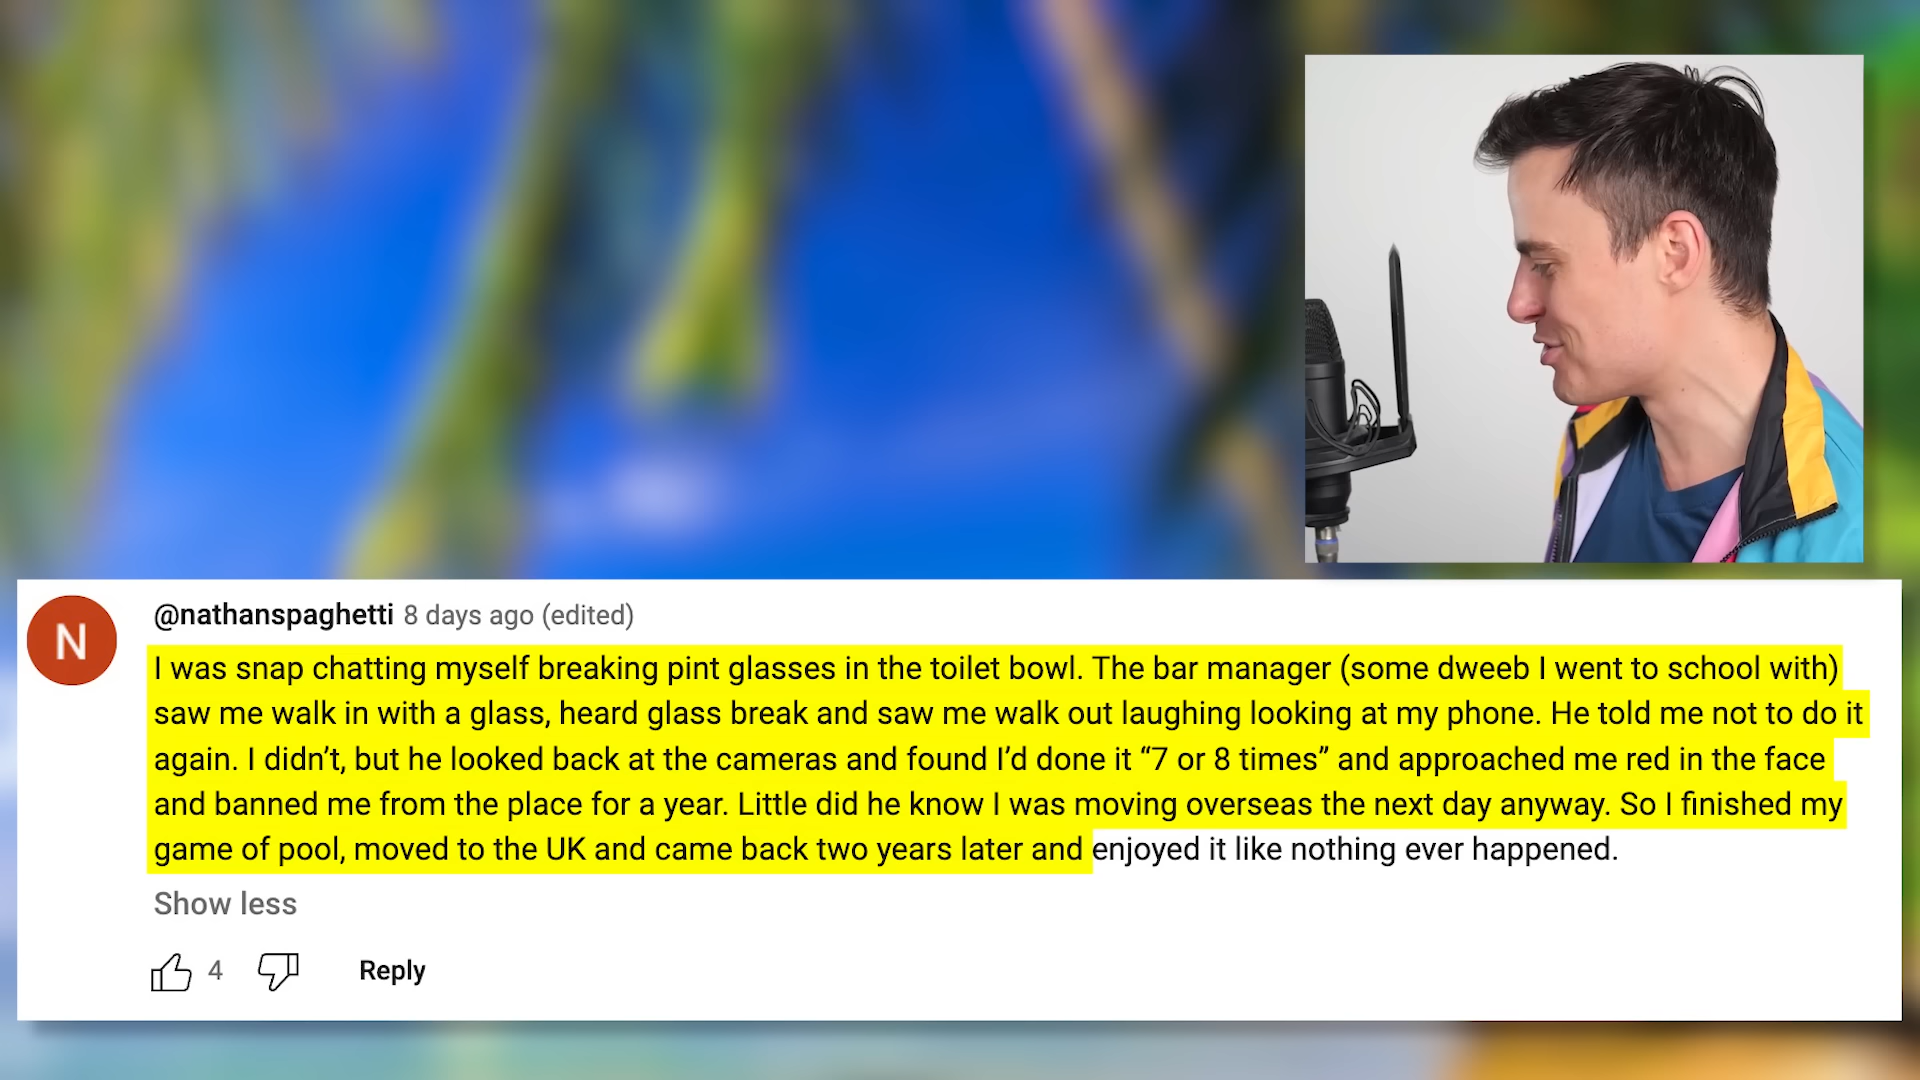 N
@nathanspaghetti 8 days ago (edited)
I was snap chatting myself breaking pint glasses in the toilet bowl. The bar manager (some dweeb I went to school with)
saw me walk in with a glass, heard glass break and saw me walk out laughing looking at my phone. He told me not to do it
again. I didn’t, but he looked back at the cameras and found I’d done it “7 or 8 times” and approached me red in the face
and banned me from the place for a year. Little did he know I was moving overseas the next day anyway. So I finished my
game of pool, moved to the UK and came back two years later and enjoyed it like nothing ever happened.
Show less
4 Reply